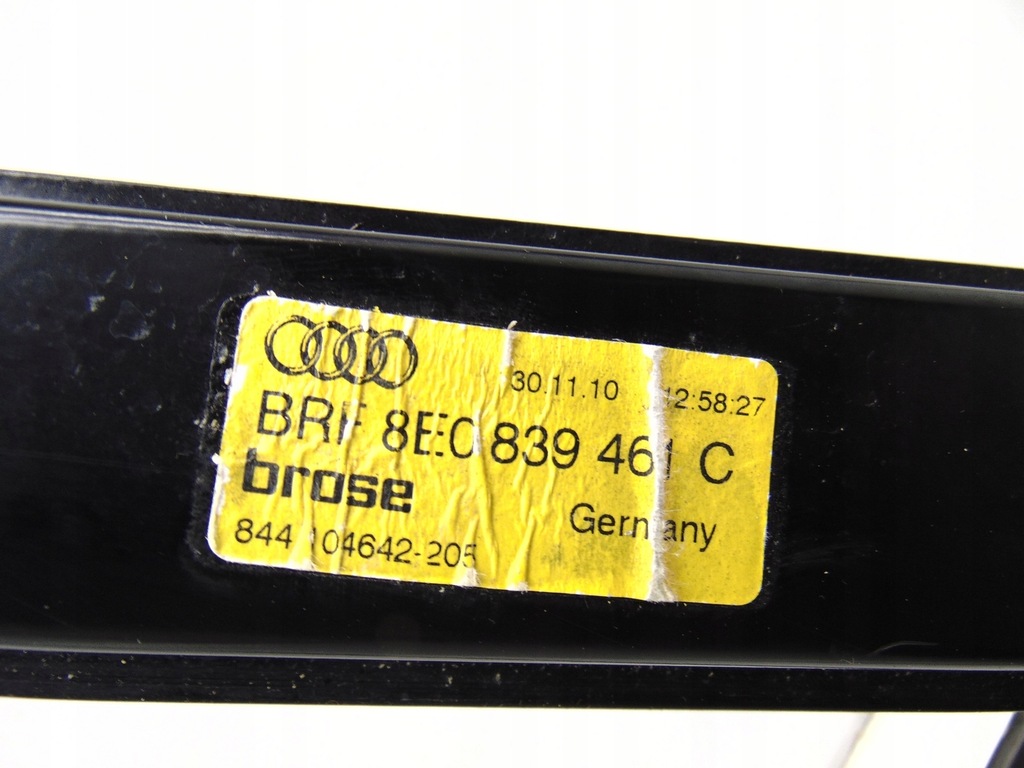 30.11.10 12:58:27
BRF 8E0 839 461 C
brose
Germany
844 104642-205